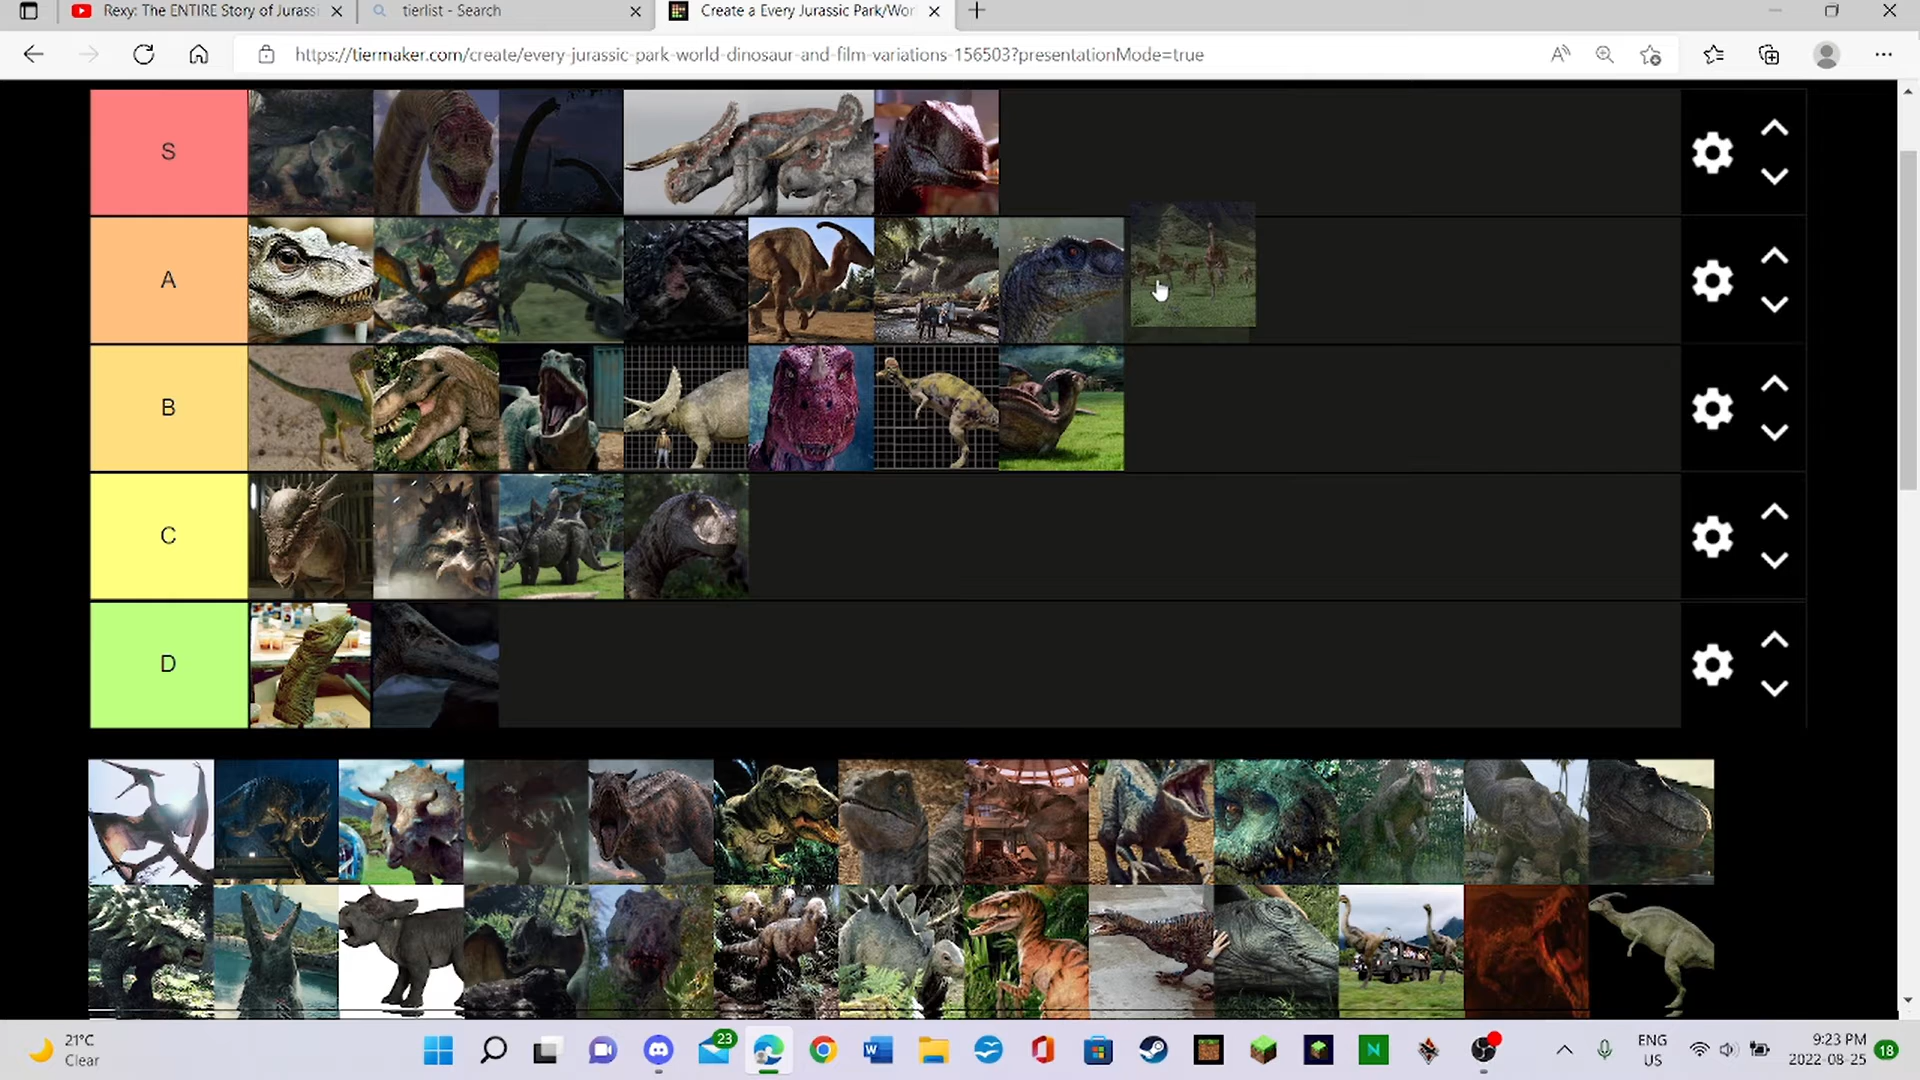 Rexy: The ENTIRE Story of Jurassi
tierlist - Search
Create a Every Jurassic Park/Wor
https://tiermaker.com/create/every-jurassic-park-world-dinosaur-and-film-variations-156503?presentationMode=true
S
A
B
C
D
21°C
Clear
23
ENG
US
9:23 PM
2022-08-25
18